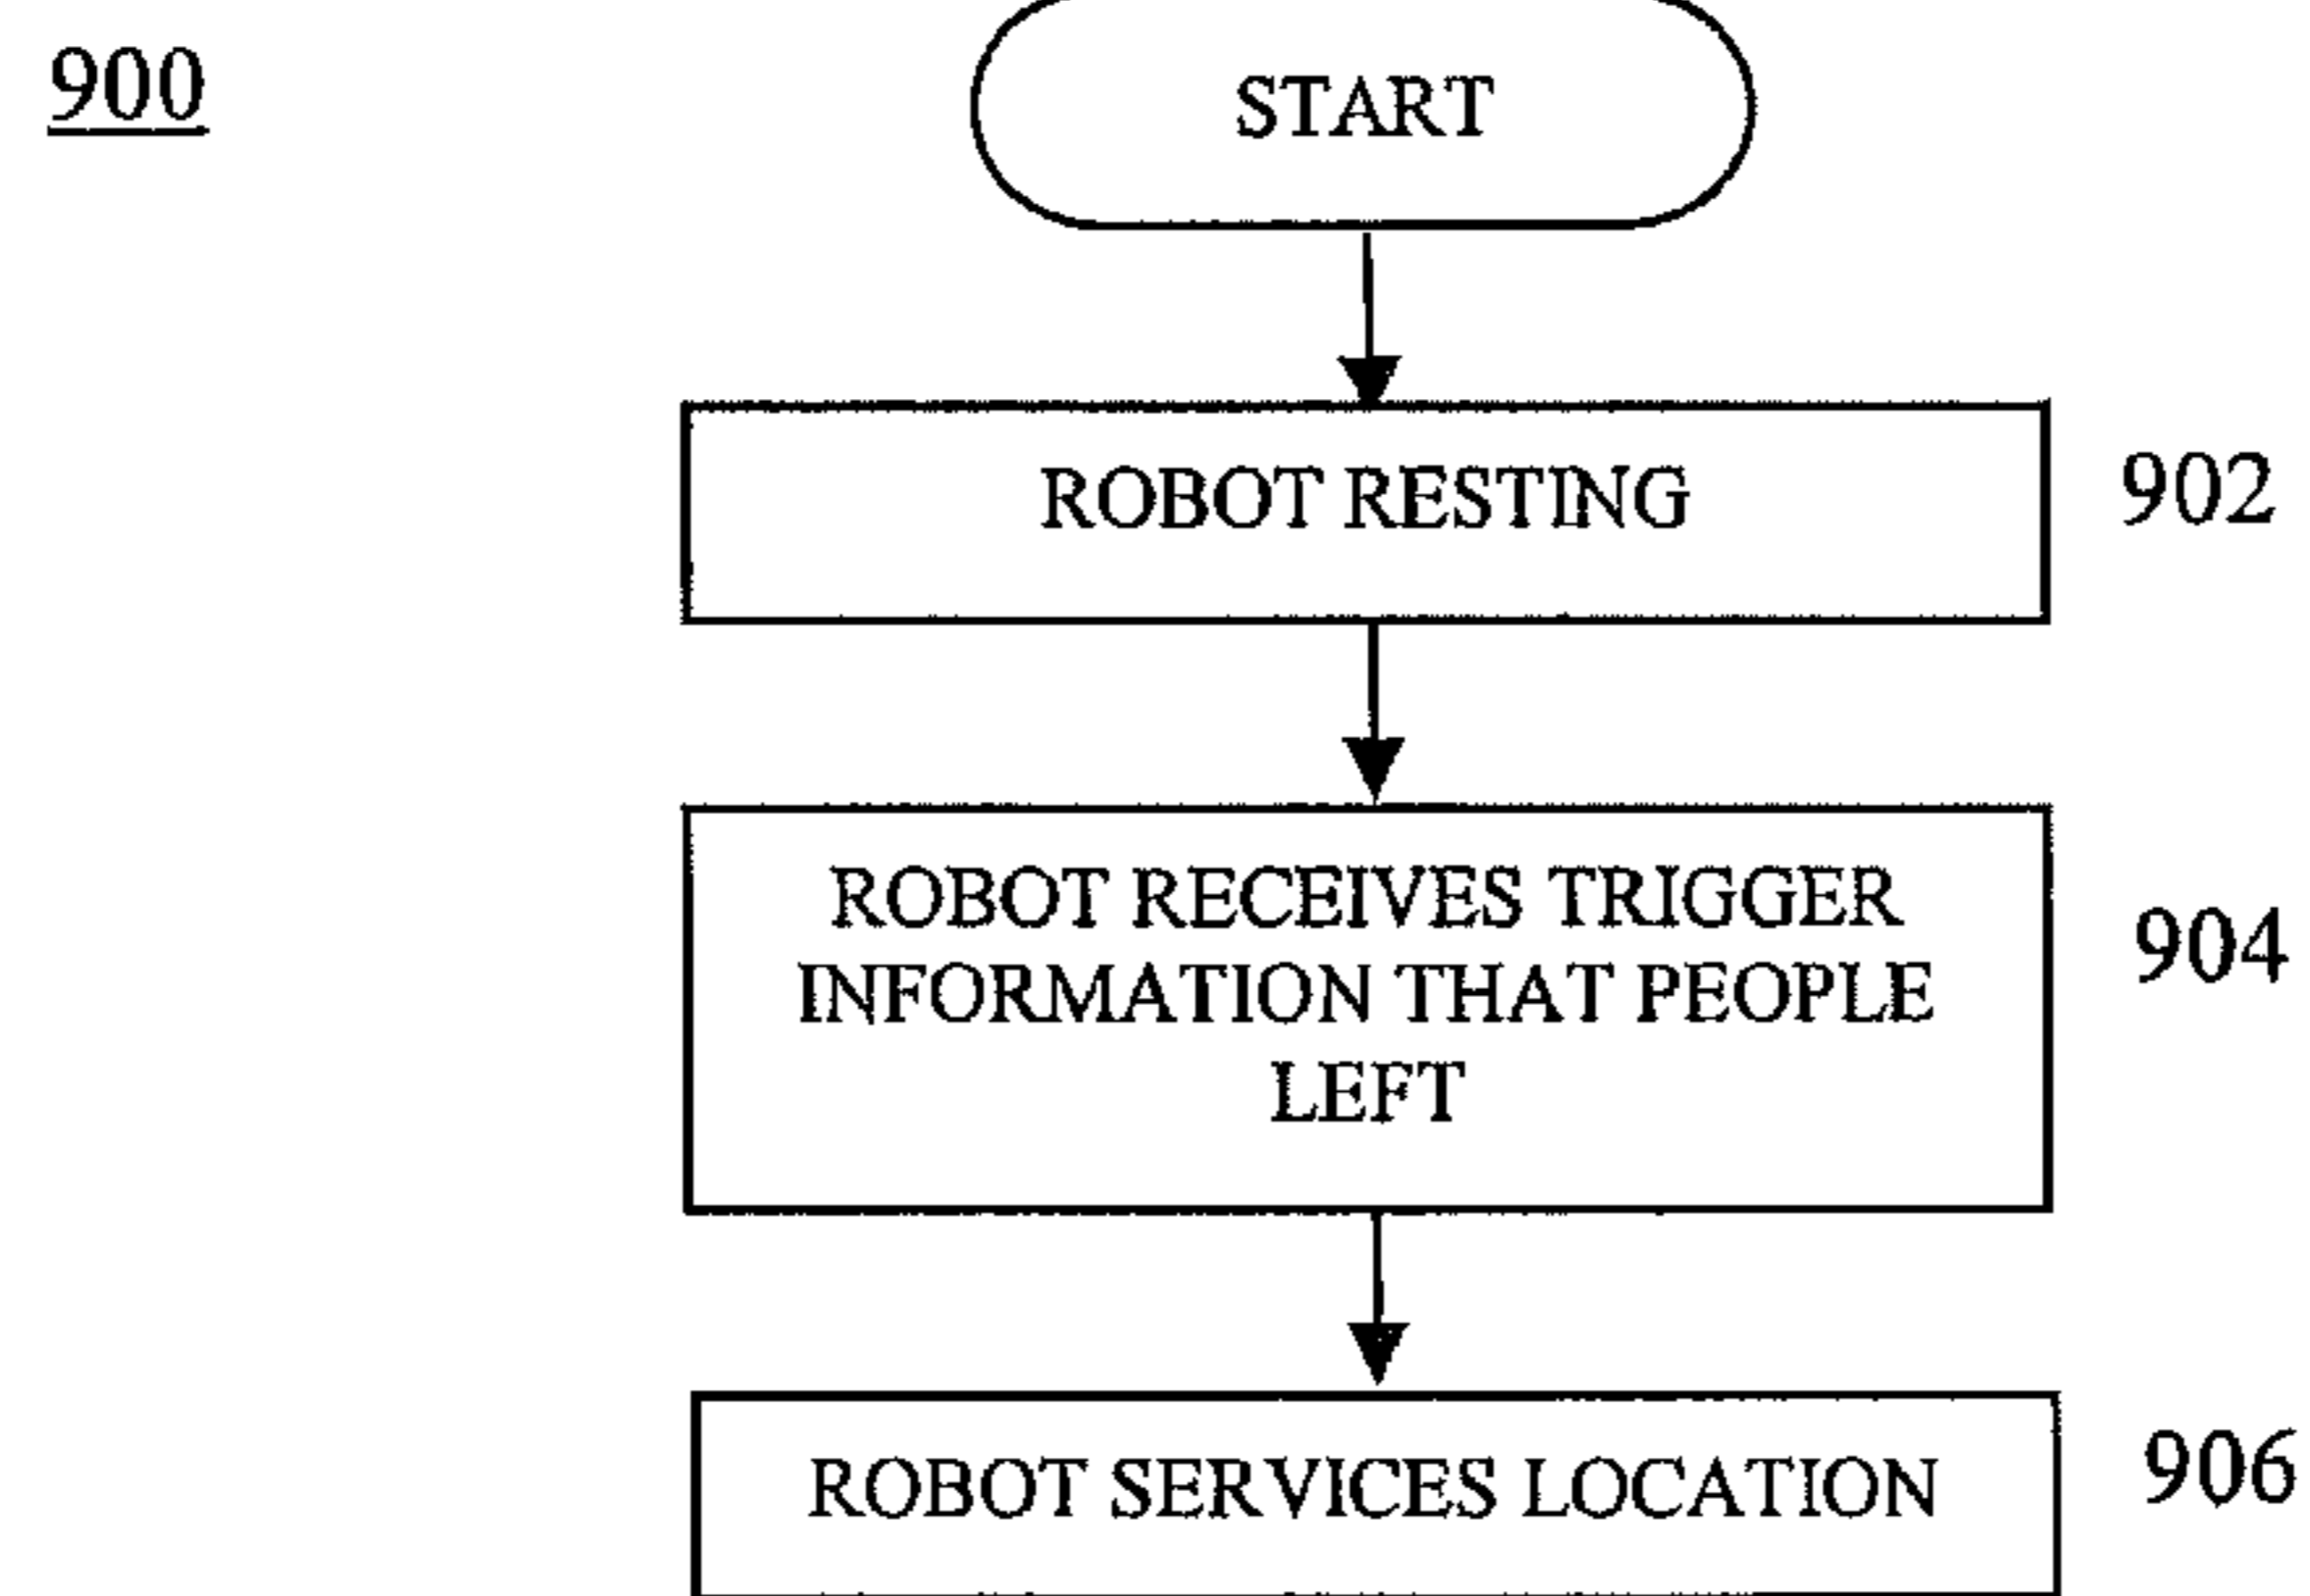 900
START
ROBOT RESTING
902
ROBOT RECEIVES TRIGGER
INFORMATION THAT PEOPLE
LEFT
904
ROBOT SERVICES LOCATION
906